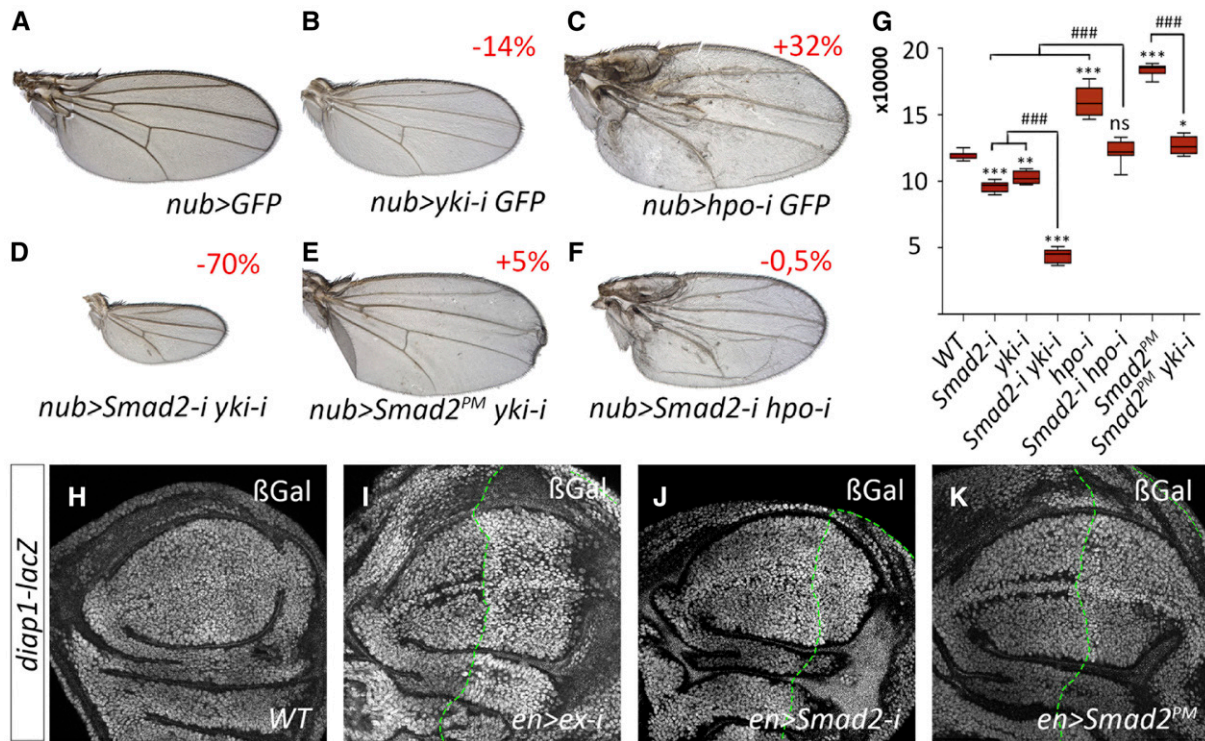 A
nub>GFP
B
-14%
nub>yki-i GFP
C
+32%
nub>hpo-i GFP
D
-70%
nub>Smad2-i yki-i
E
+5%
nub>Smad2PM yki-i
F
-0,5%
nub>Smad2-i hpo-i
G
x10000
20
15
10
5
###
###
###
***
**
***
***
ns
***
*
WT
Smad2-i
yki-i
Smad2-i yki-i
hpo-i
Smad2-i hpo-i
Smad2PM
Smad2PM yki-i
diap1-lacZ
H
ßGal
WT
I
ßGal
en>ex-i
J
ßGal
en>Smad2-i
K
ßGal
en>Smad2PM